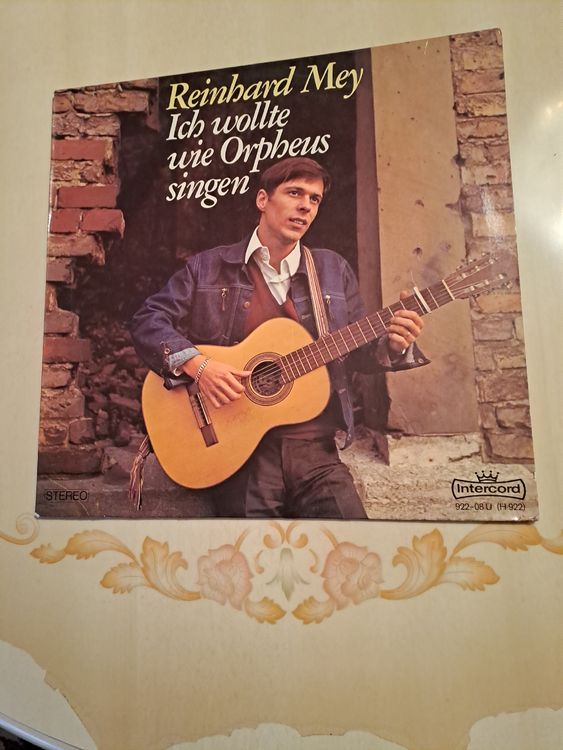 Reinhard Mey
Ich wollte
wie Orpheus
singen
STEREO
Intercord
922-08 U (H 922)